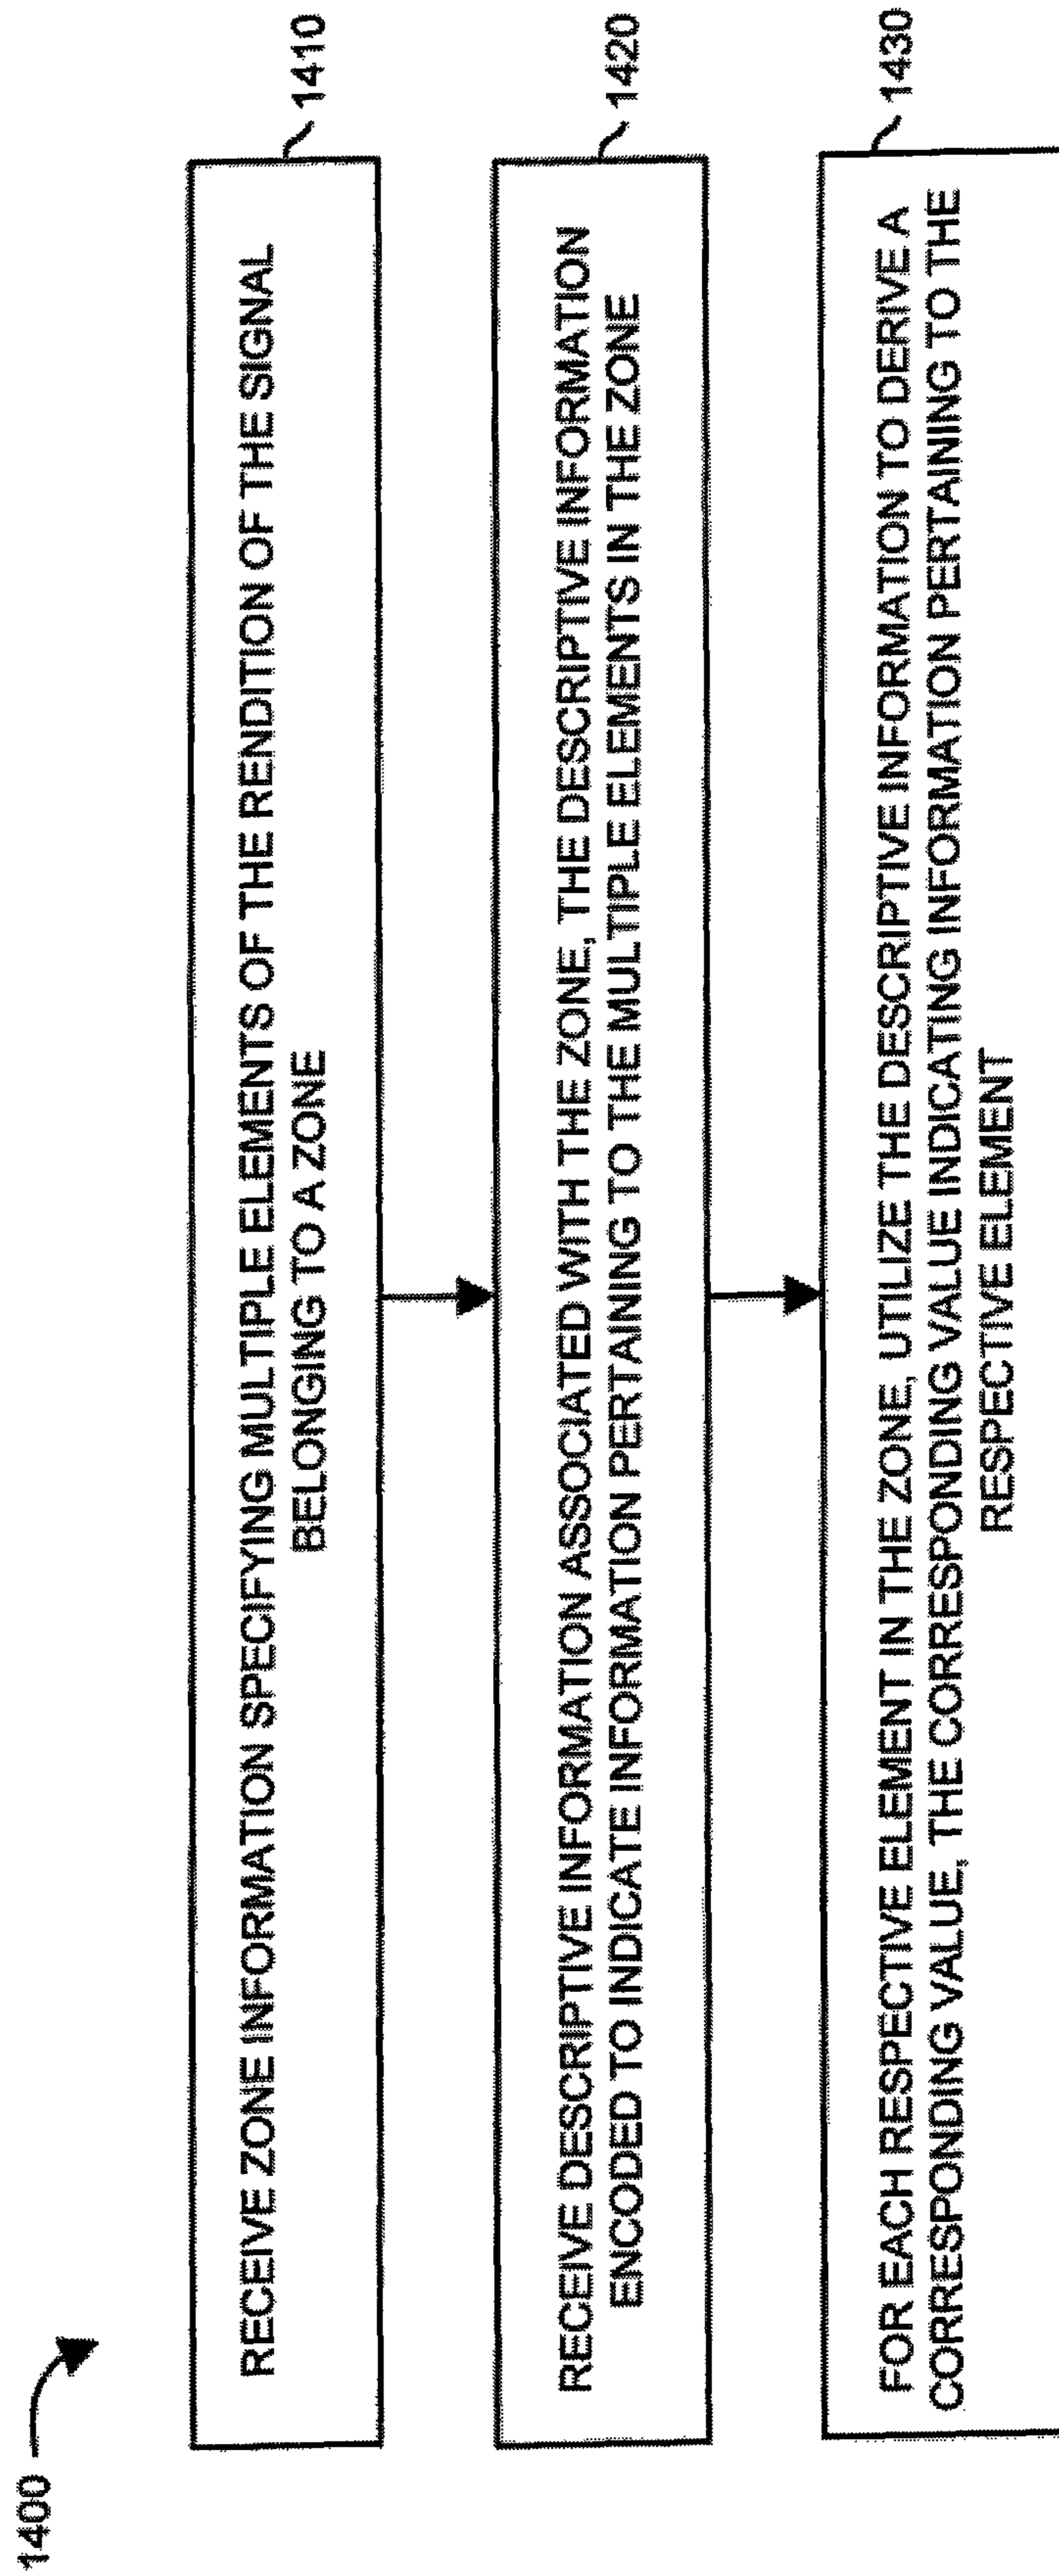 1400
1410
RECEIVE ZONE INFORMATION SPECIFYING MULTIPLE ELEMENTS OF THE RENDITION OF THE SIGNAL
BELONGING TO A ZONE
1420
RECEIVE DESCRIPTIVE INFORMATION ASSOCIATED WITH THE ZONE, THE DESCRIPTIVE INFORMATION
ENCODED TO INDICATE INFORMATION PERTAINING TO THE MULTIPLE ELEMENTS IN THE ZONE
1430
FOR EACH RESPECTIVE ELEMENT IN THE ZONE, UTILIZE THE DESCRIPTIVE INFORMATION TO DERIVE A
CORRESPONDING VALUE, THE CORRESPONDING VALUE INDICATING INFORMATION PERTAINING TO THE
RESPECTIVE ELEMENT